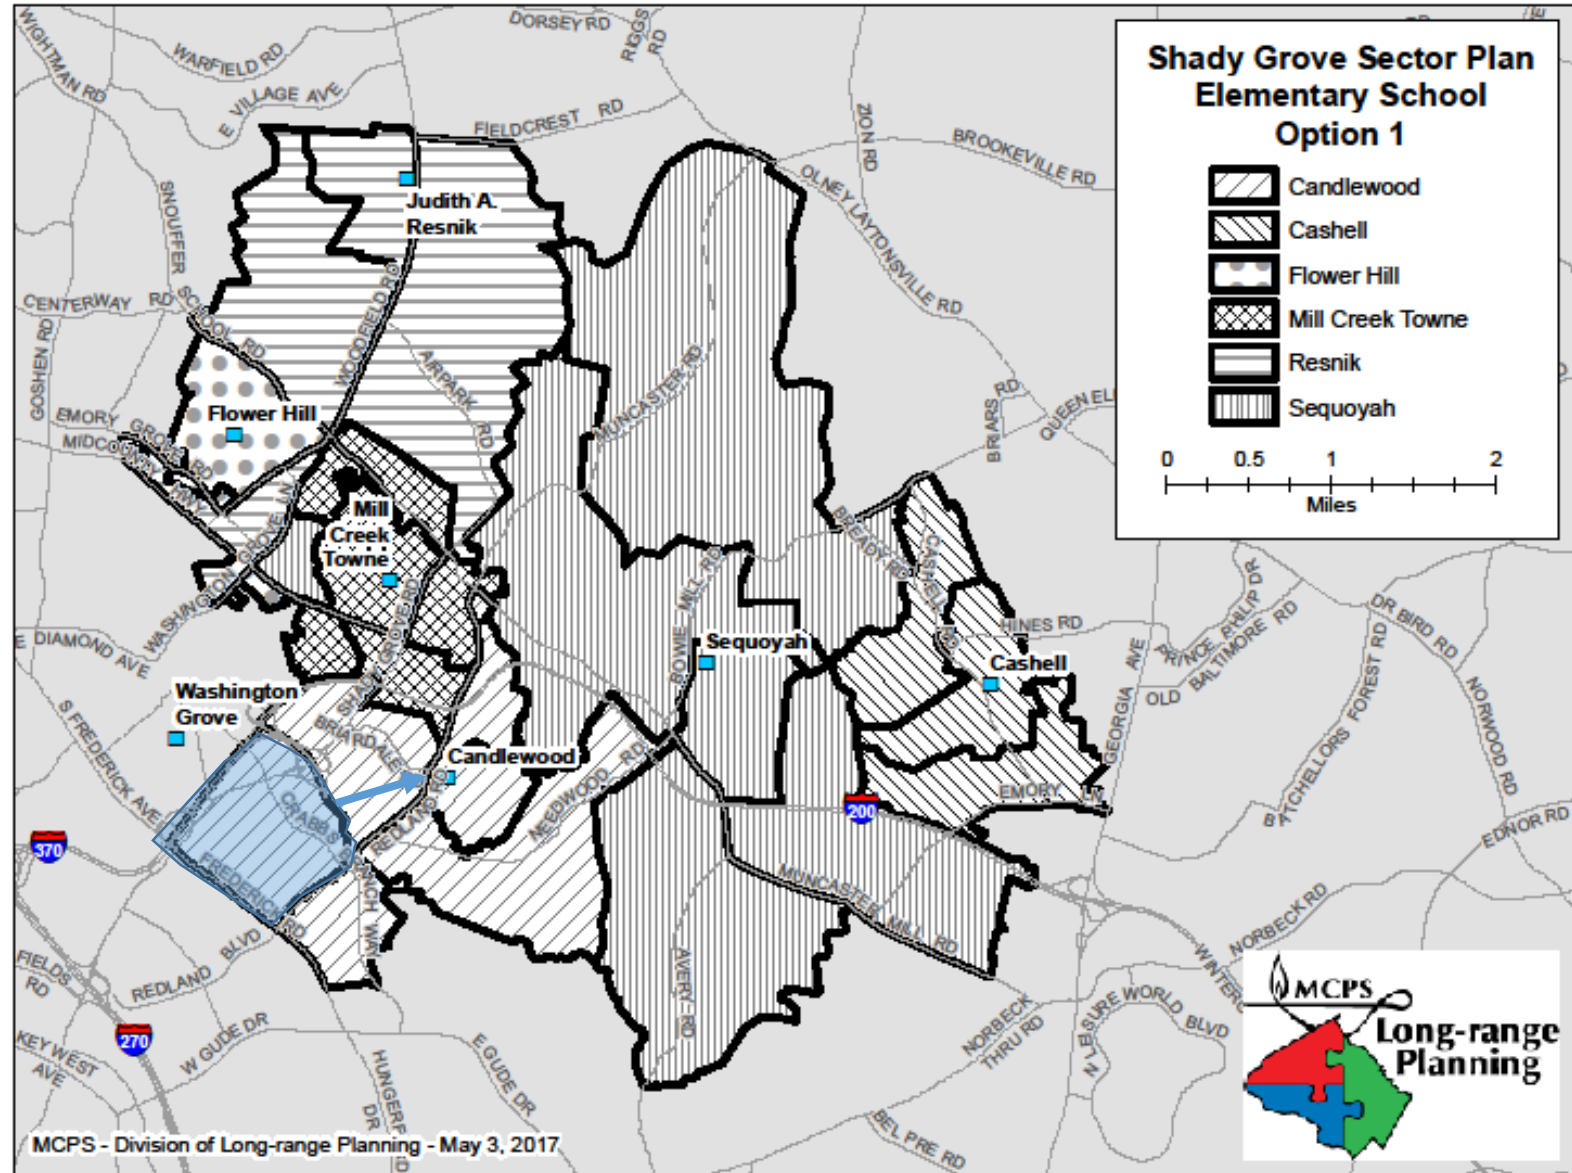 Shady Grove Sector Plan
Elementary School
Option 1
Candlewood
Cashell
Flower Hill
Mill Creek Towne
Resnik
Sequoyah
0 0.5 1 2
Miles
WIGHTMAN RD
WARFIELD RD
E VILLAGE AVE
DORSEY RD
RIGGS RD
FIELDCREST RD
ZION RD
BROOKEVILLE RD
OLNEY LAYTONSVILLE RD
SNOUFFER SCHOOL RD
Judith A.
Resnik
CENTERWAY RD
GOSHEN RD
WOODFIELD RD
AIRPARK RD
MUNCASTER RD
BRIARS RD
Flower Hill
EMORY GROVE RD
MIDCOUNTY HWY
Mill
Creek
Towne
BREADY RD
CASHELL RD
WASHINGTON GROVE LN
E DIAMOND AVE
SHADY GROVE RD
BOWIE MILL RD
Sequoyah
HINES RD
Cashell
PRINCE PHILIP DR
OLD BALTIMORE RD
GEORGIA AVE
DR BIRD RD
BATCHELLORS FOREST RD
NORWOOD RD
Washington
Grove
S FREDERICK AVE
BRIARDALE
Candlewood
NEEDWOOD RD
REDLAND RD
CRABBS BRANCH WAY
FREDERICK RD
EMORY LN
200
370
EDNOR RD
MUNCASTER MILL RD
NORBECK RD
FIELDS RD
REDLAND BLVD
AVERY RD
270
W GUDE DR
E GUDE DR
KEY WEST AVE
NORBECK
THRU RD
N LEISURE WORLD BLVD
BEL PRE RD
MCPS
Long-range
Planning
MCPS - Division of Long-range Planning - May 3, 2017